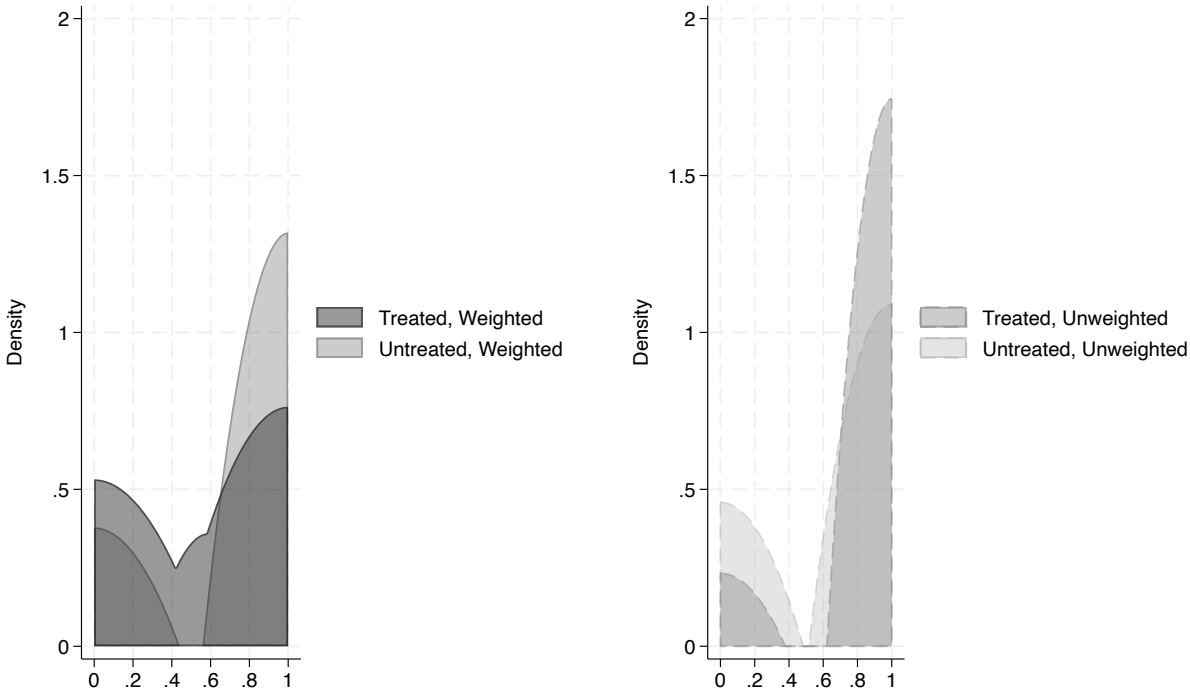 2
1.5
1
.5
0
Density
0 .2 .4 .6 .8 1
Treated, Weighted
Untreated, Weighted
2
1.5
1
.5
0
Density
0 .2 .4 .6 .8 1
Treated, Unweighted
Untreated, Unweighted